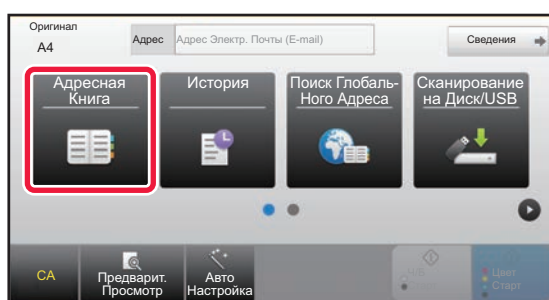 Оригинал
A4
Адрес
Адрес Электр. Почты (E-mail)
Сведения
Адресная
Книга
История
Поиск Глобаль-
Ного Адреса
Сканирование
на Диск/USB
CA
Предварит.
Просмотр
Авто
Настройка
Ч/Б
Старт
Цвет
Старт